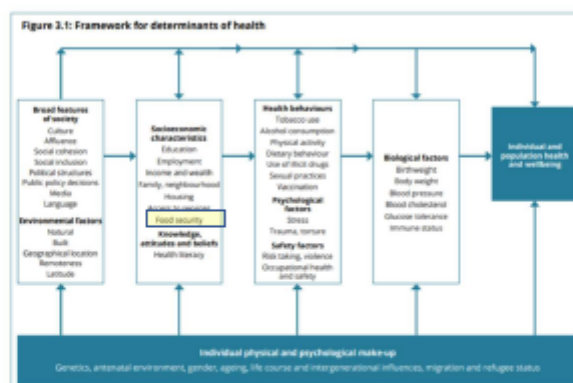 Figure 3.1: Framework for determinants of health
Broad features
of society
Culture
Affluence
Social cohesion
Social inclusion
Political structures
Public policy decisions
Media
Language
Environmental factors
Natural
Built
Geographical location
Remoteness
Latitude
Socioeconomic
characteristics
Education
Employment
Income and wealth
Family, neighbourhood
Housing
Access to services
Food security
Knowledge,
attitudes and beliefs
Health literacy
Health behaviours
Tobacco use
Alcohol consumption
Physical activity
Dietary behaviour
Use of illicit drugs
Sexual practices
Vaccination
Psychological
factors
Stress
Trauma, torture
Safety factors
Risk taking, violence
Occupational health
and safety
Biological factors
Birthweight
Body weight
Blood pressure
Blood cholesterol
Glucose tolerance
Immune status
Individual and
population health
and wellbeing
Individual physical and psychological make-up
Genetics, antenatal environment, gender, ageing, life course and intergenerational influences, migration and refugee status